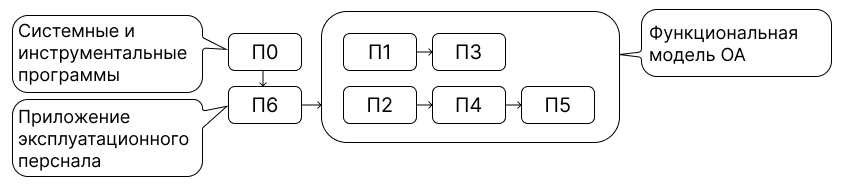 Системные и
инструментальные
программы
П0
П1
П3
Функциональная
модель ОА
Приложение
эксплуатационного
перснала
П6
П2
П4
П5